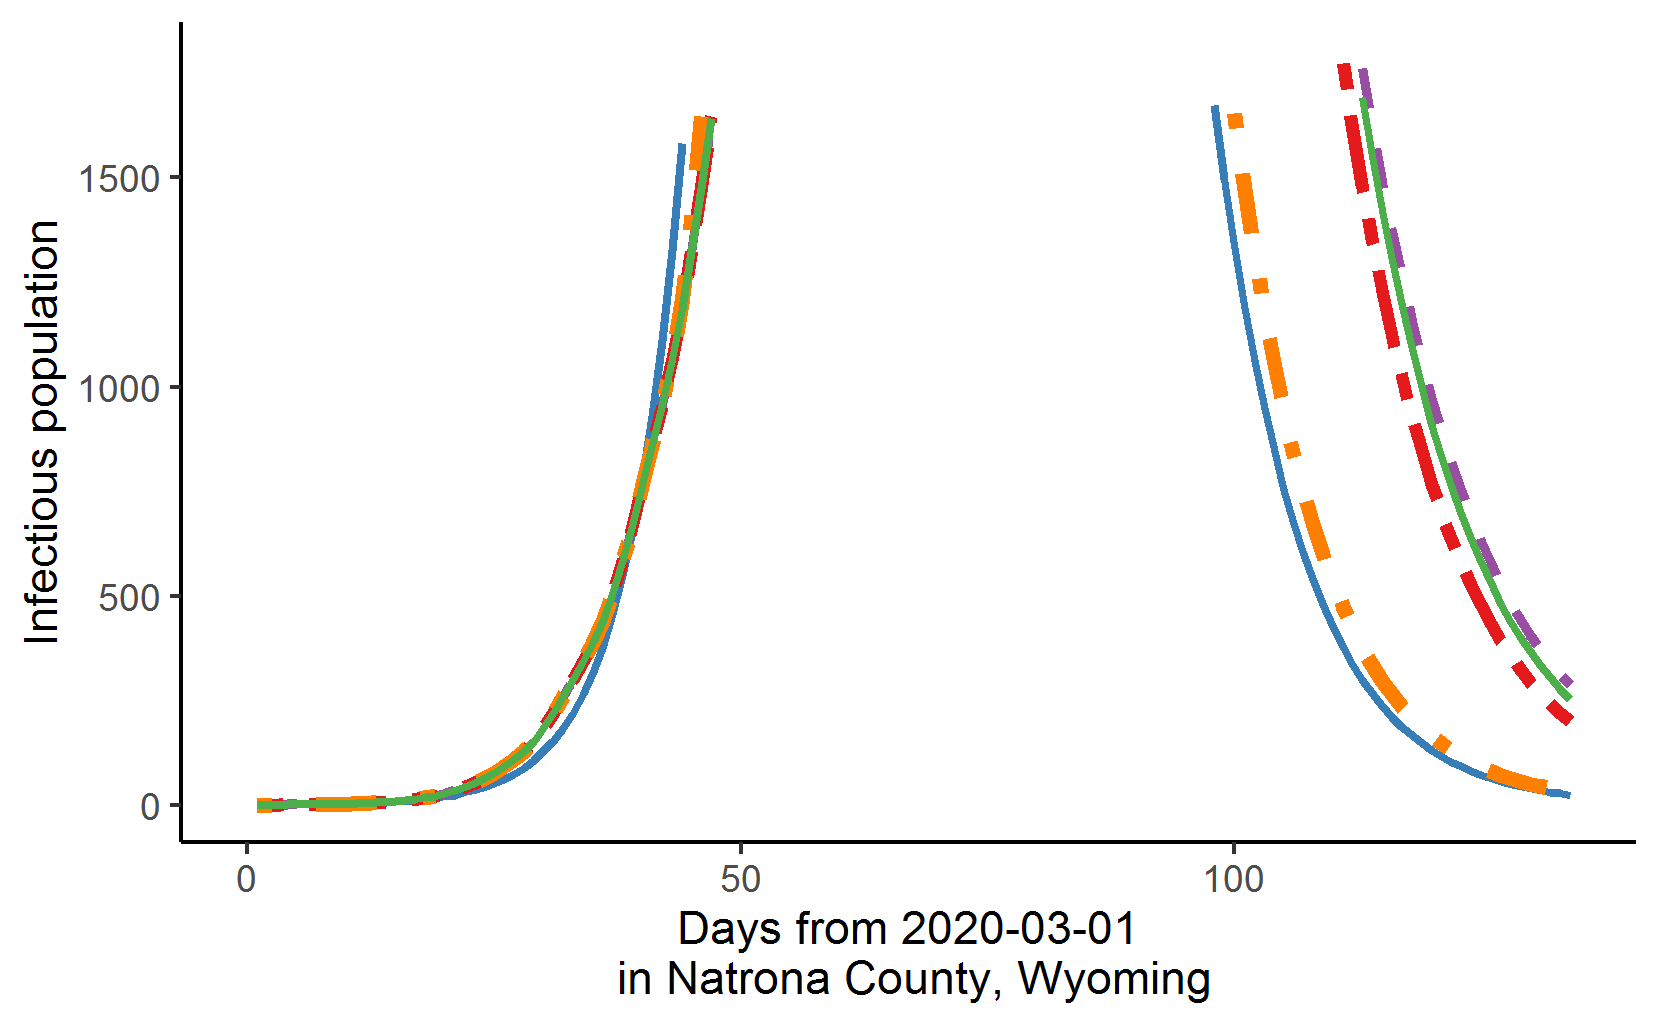 Infectious population
1500
1000
500
0
0 50 100
Days from 2020-03-01
in Natrona County, Wyoming